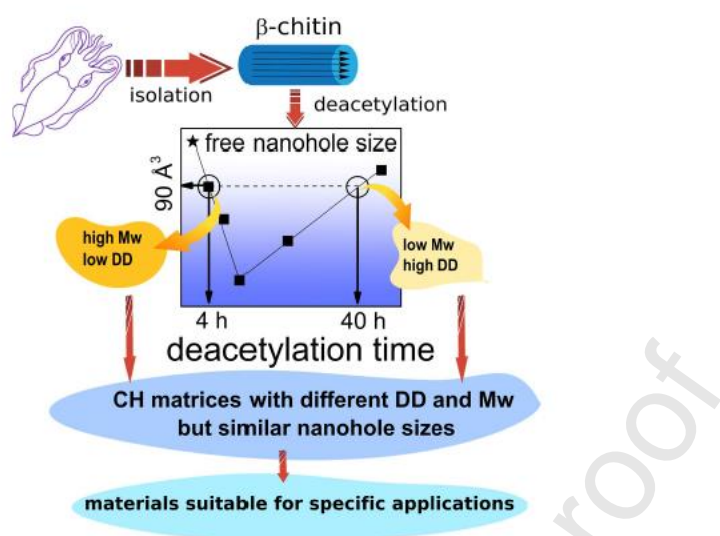 β-chitin
isolation
deacetylation
★ free nanohole size
90 Å³
high Mw
low DD
low Mw
high DD
4 h
40 h
deacetylation time
CH matrices with different DD and Mw
but similar nanohole sizes
materials suitable for specific applications
roof